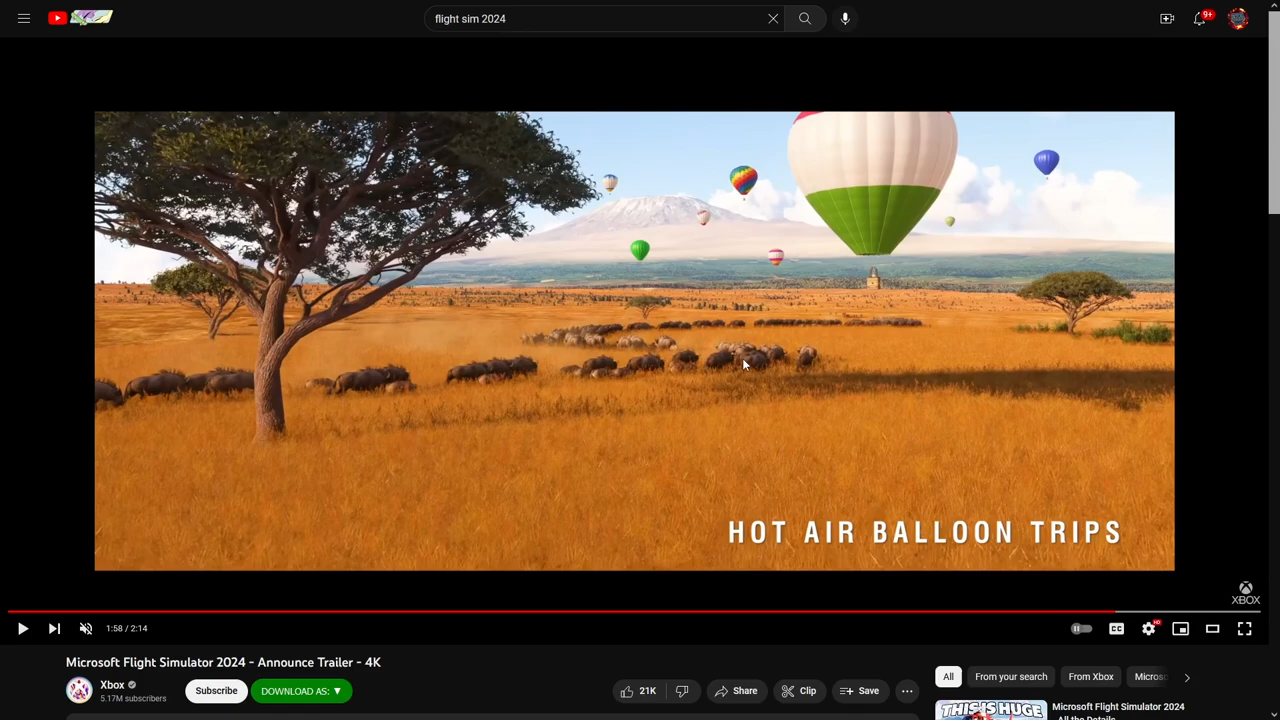 flight sim 2024
9+
HOT AIR BALLOON TRIPS
XBOX
1:58 / 2:14
CC
HD
Microsoft Flight Simulator 2024 - Announce Trailer - 4K
Xbox
5.17M subscribers
Subscribe
DOWNLOAD AS: ▼
21K
Share
Clip
Save
All
From your search
From Xbox
Micros
THIS IS HUGE
Microsoft Flight Simulator 2024
- All the Details